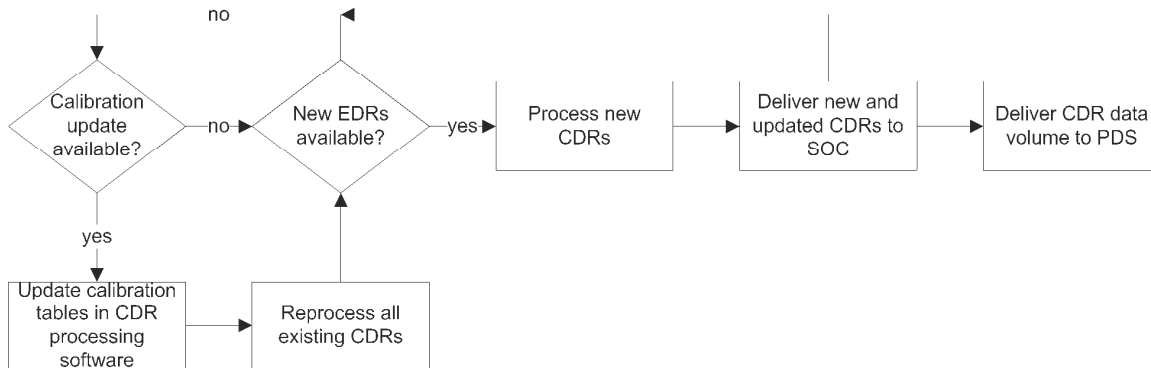 no
Calibration
update
available?
no
New EDRs
available?
yes
Process new
CDRs
Deliver new and
updated CDRs to
SOC
Deliver CDR data
volume to PDS
yes
Update calibration
tables in CDR
processing
software
Reprocess all
existing CDRs